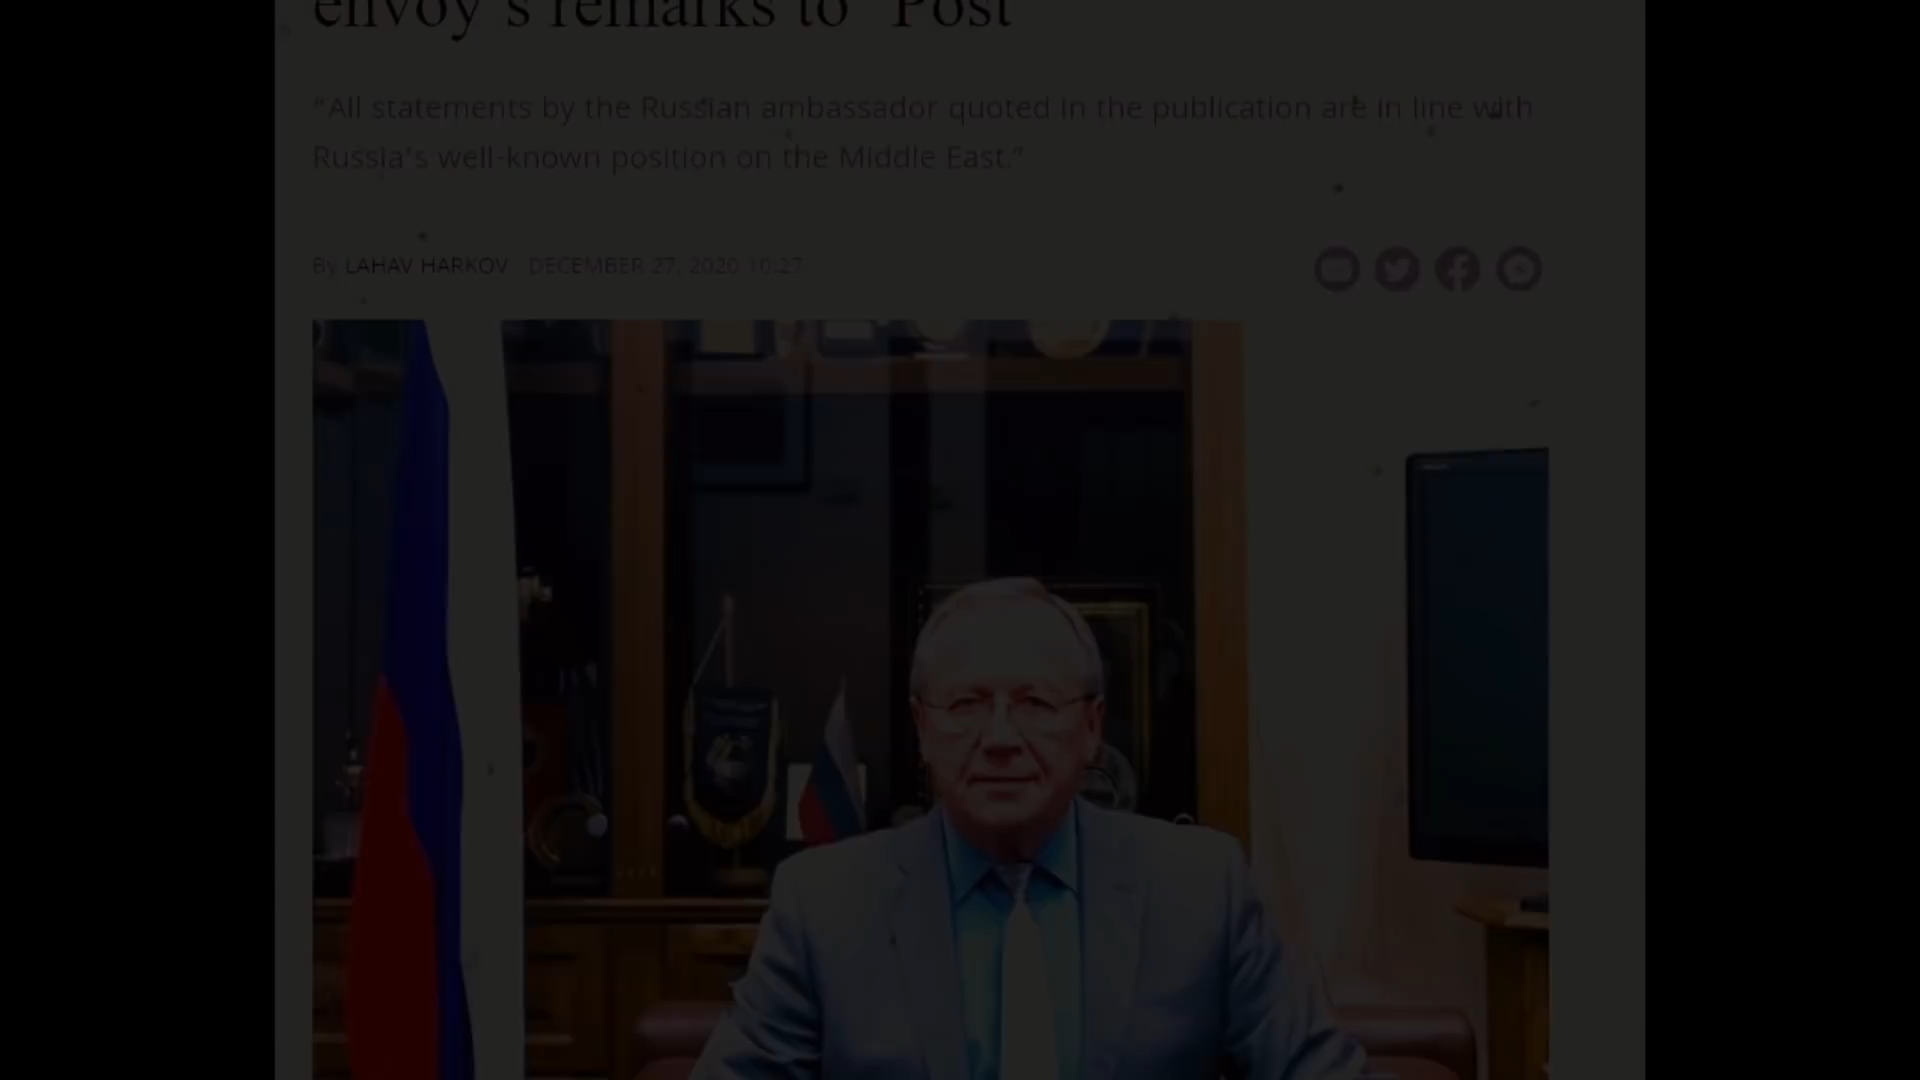 envoy's remarks to 'Post'
“All statements by the Russian ambassador quoted in the publication are in line with
Russia’s well-known position on the Middle East.”
By LAHAV HARKOV DECEMBER 27, 2020 10:27